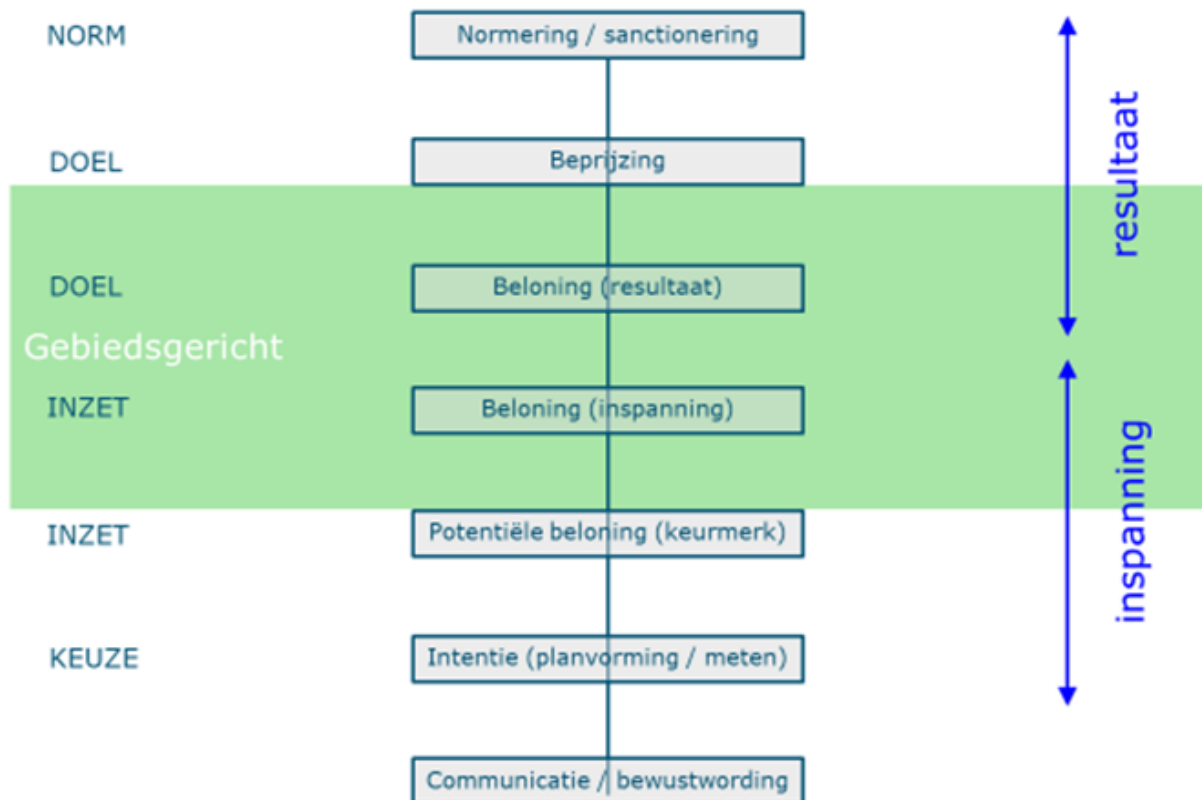 NORM
Normering / sanctionering
DOEL
Beprijzing
resultaat
DOEL
Beloning (resultaat)
Gebiedsgericht
INZET
Beloning (inspanning)
INZET
Potentiële beloning (keurmerk)
inspanning
KEUZE
Intentie (planvorming / meten)
Communicatie / bewustwording